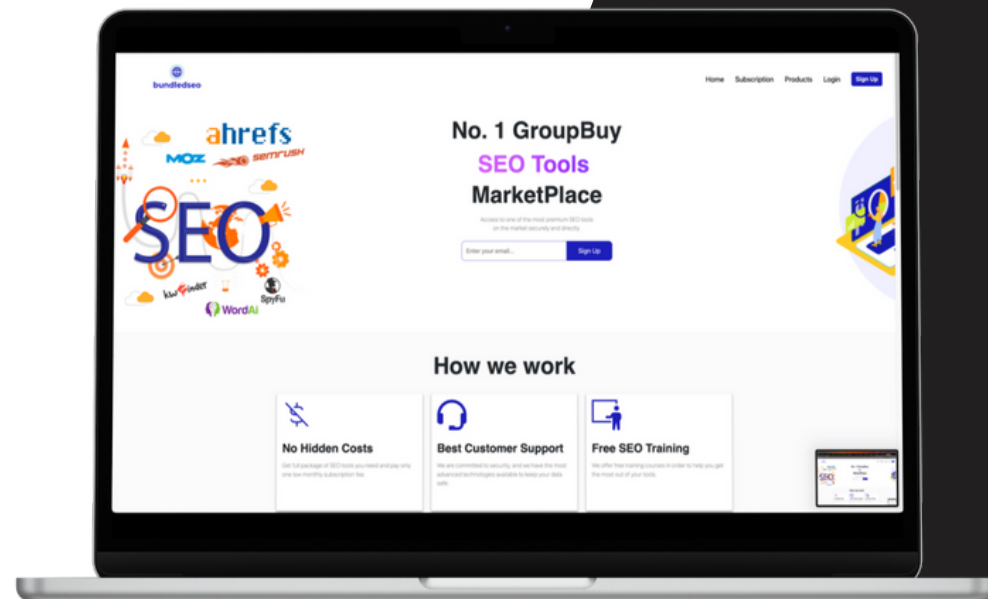 bundledseo
Home Subscription Products Login Sign Up
ahrefs
MOZ semrush
SEO
kwfinder
SpyFu
WordAi
No. 1 GroupBuy
SEO Tools
MarketPlace
Access to one of the most premium SEO tools
on the market securely and directly.
Enter your email... Sign Up
How we work
No Hidden Costs
Get full package of SEO tools you need and pay only
one low monthly subscription fee.
Best Customer Support
We are committed to security, and we have the most
advanced technologies available to keep your data
safe.
Free SEO Training
We offer free training courses in order to help you get
the most out of your tools.